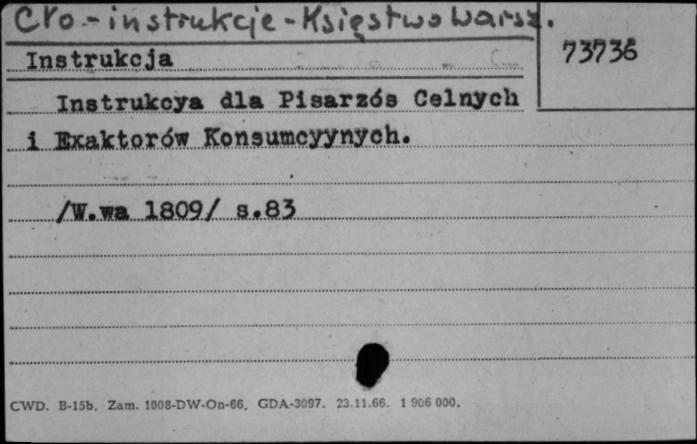 Cło - instrukcje - Księstwo Warsz.
73736
Instrukcja
Instrukcya dla Pisarzós Celnych
i Exaktorów Konsumcyynych.
/W.wa 1809/ s.83
CWD. B-15b. Zam. 1008-DW-On-66. GDA-3097. 23.11.66. 1 906 000.